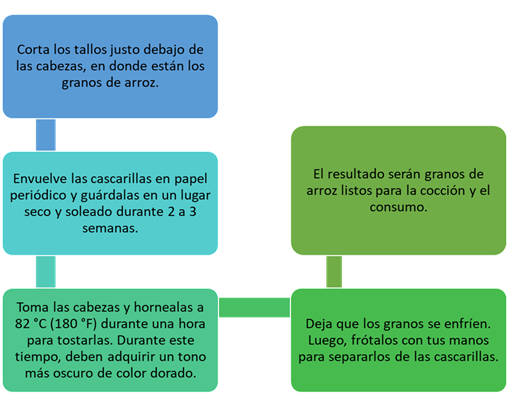 Corta los tallos justo debajo de
las cabezas, en donde están los
granos de arroz.
Envuelve las cascarillas en papel
periódico y guárdalas en un lugar
seco y soleado durante 2 a 3
semanas.
Toma las cabezas y hornealas a
82 °C (180 °F) durante una hora
para tostarlas. Durante este
tiempo, deben adquirir un tono
más oscuro de color dorado.
Deja que los granos se enfríen.
Luego, frótalos con tus manos
para separarlos de las cascarillas.
El resultado serán granos de
arroz listos para la cocción y el
consumo.